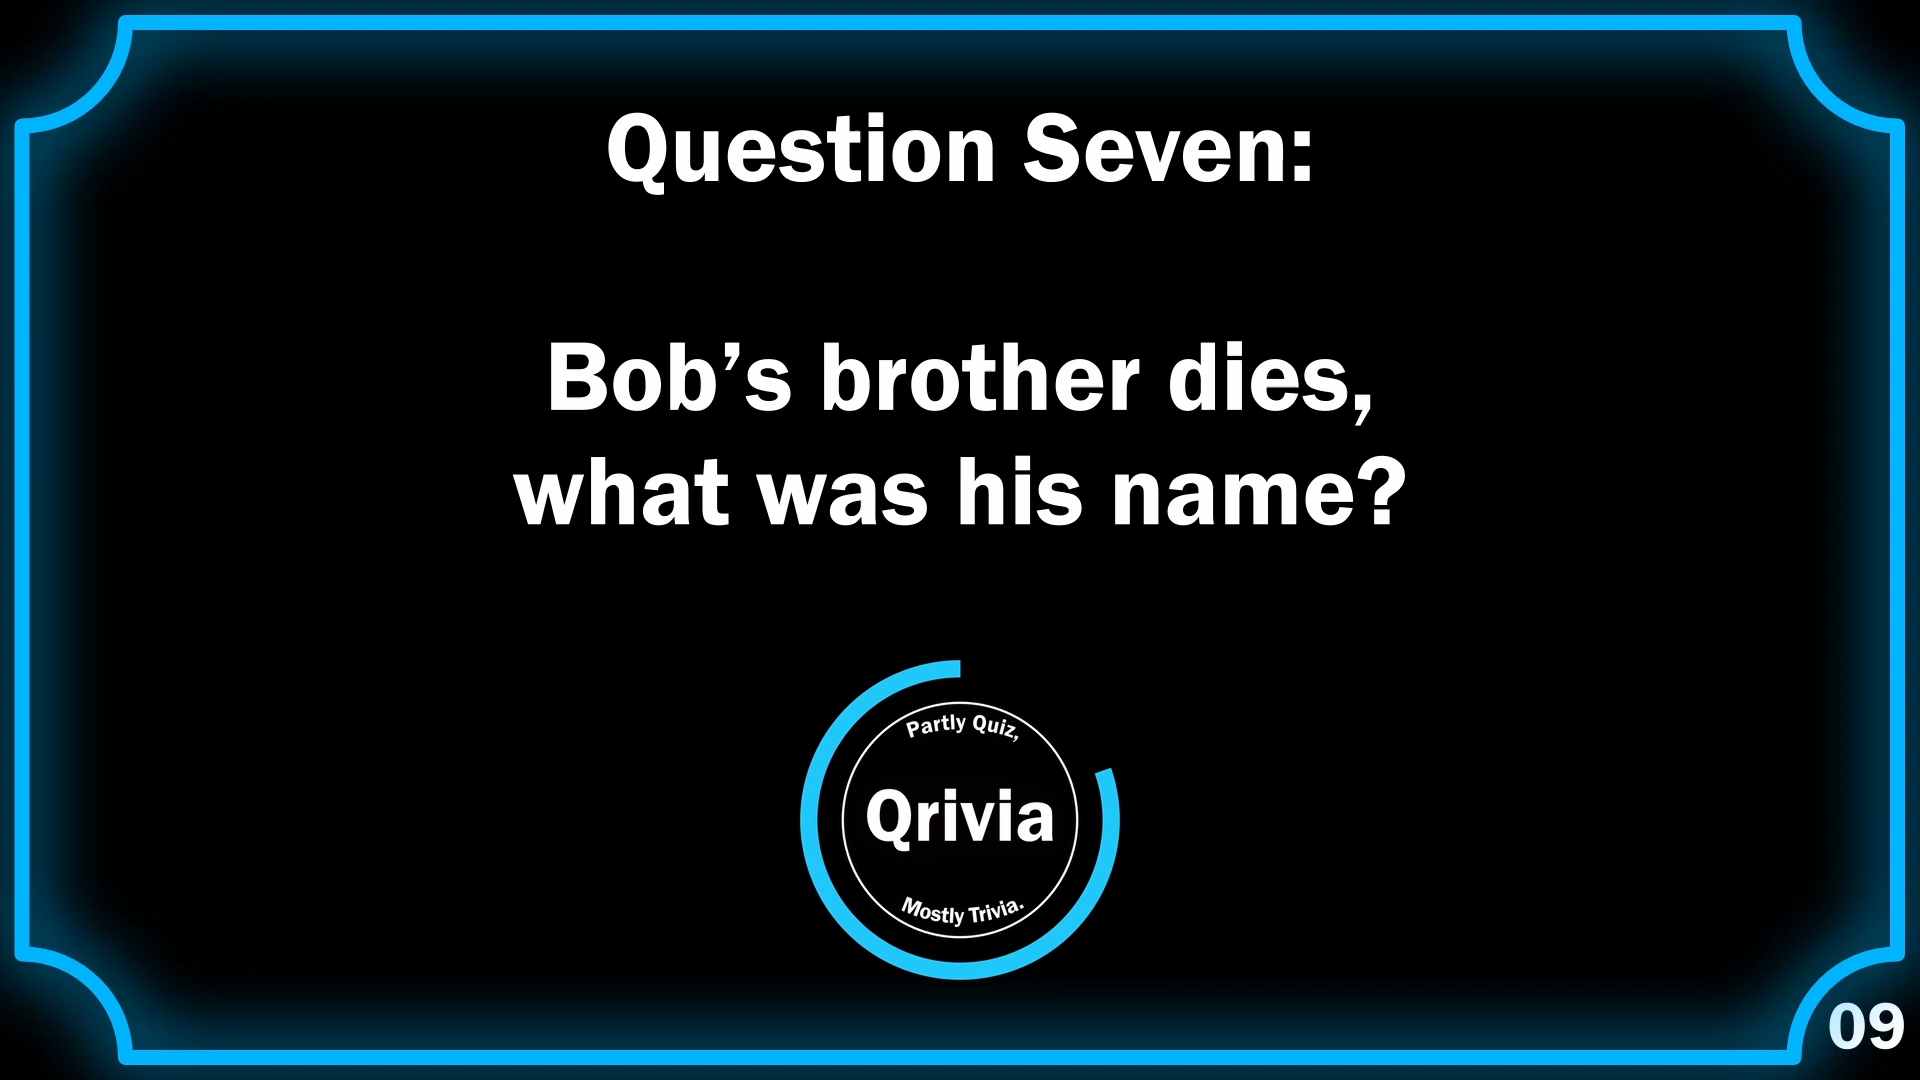 Question Seven:
Bob’s brother dies,
what was his name?
Partly Quiz,
Qrivia
Mostly Trivia.
09